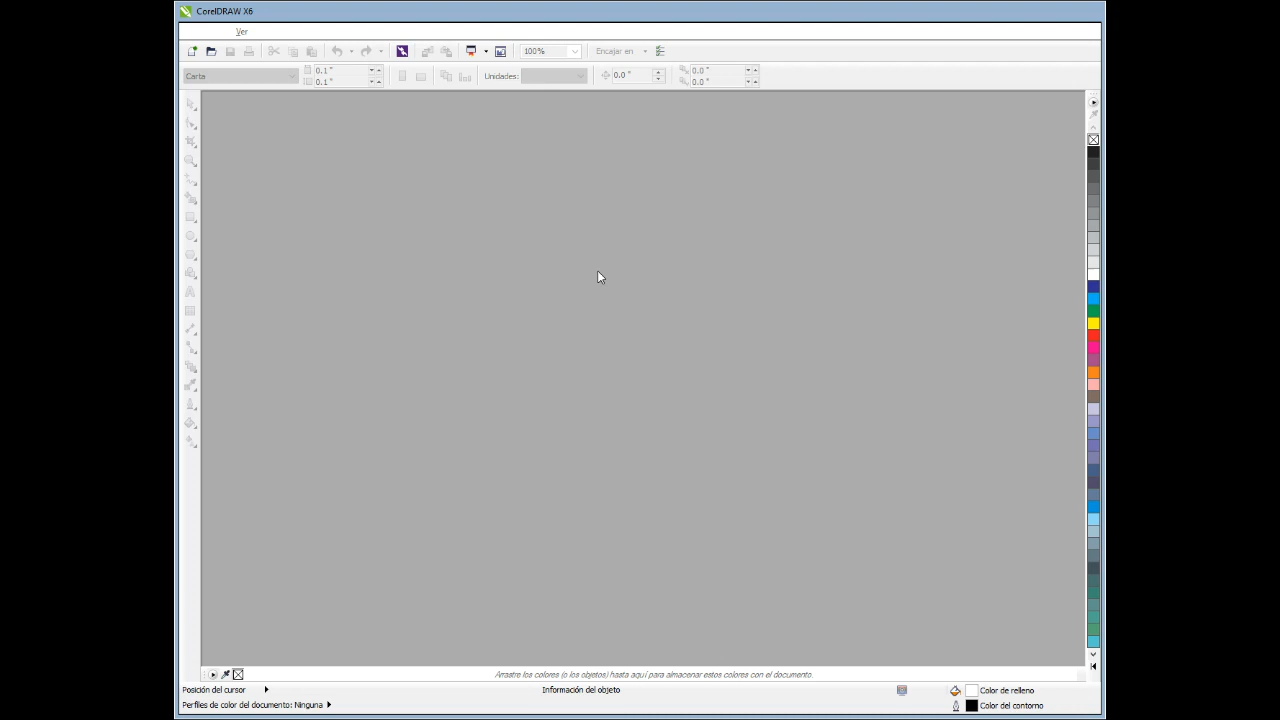 CorelDRAW X6
Ver
100%
Encajar en
Carta
0.1 "
0.1 "
Unidades:
0.0 "
0.0 "
0.0 "
Arrastre los colores (o los objetos) hasta aquí para almacenar estos colores con el documento.
Posición del cursor
Información del objeto
Color de relleno
Perfiles de color del documento: Ninguna
Color del contorno